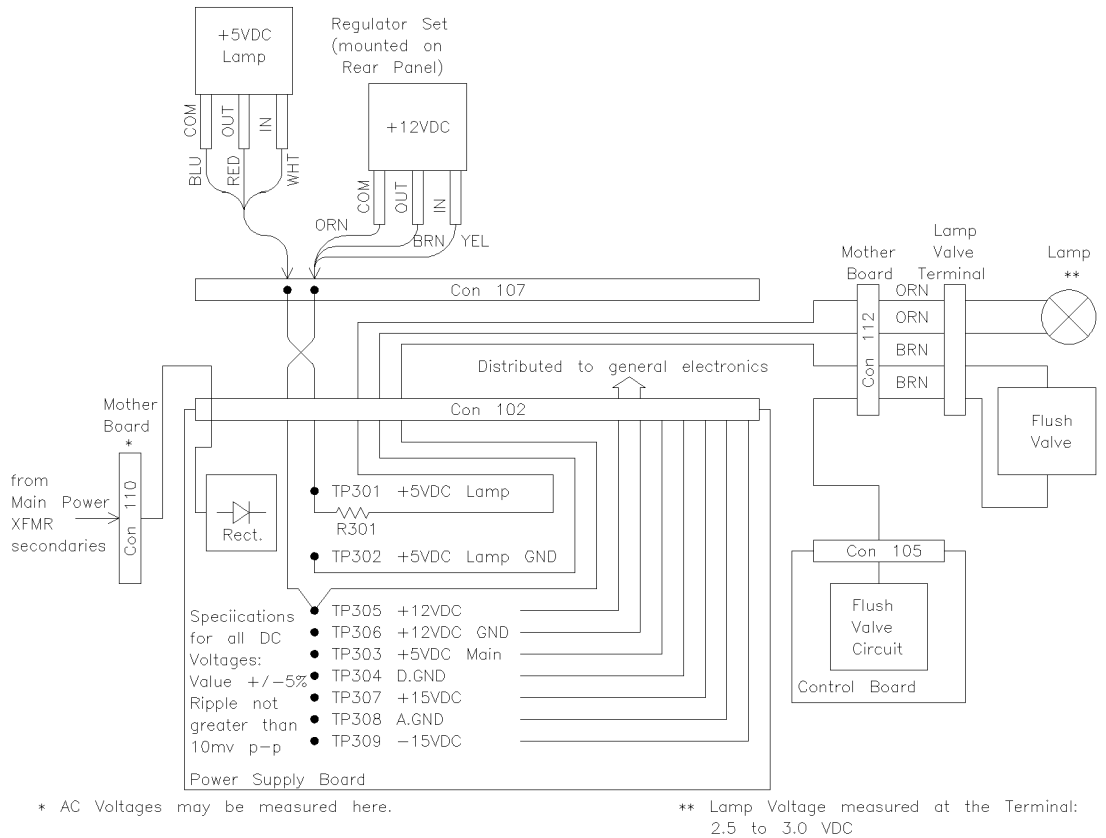 +5VDC
Lamp
COM
OUT
IN
BLU
RED
WHT
Regulator Set
(mounted on
Rear Panel)
+12VDC
COM
OUT
IN
ORN
BRN
YEL
Con 107
Mother
Board
Con 112
Lamp
Valve
Terminal
Lamp
**
ORN
ORN
BRN
BRN
Flush
Valve
Distributed to general electronics
Con 102
Mother
Board
*
Con 110
from
Main Power
XFMR
secondaries
Rect.
TP301 +5VDC Lamp
R301
TP302 +5VDC Lamp GND
TP305 +12VDC
TP306 +12VDC GND
TP303 +5VDC Main
TP304 D.GND
TP307 +15VDC
TP308 A.GND
TP309 -15VDC
Speciications
for all DC
Voltages:
Value +/-5%
Ripple not
greater than
10mv p-p
Power Supply Board
Con 105
Flush
Valve
Circuit
Control Board
* AC Voltages may be measured here.
** Lamp Voltage measured at the Terminal:
2.5 to 3.0 VDC